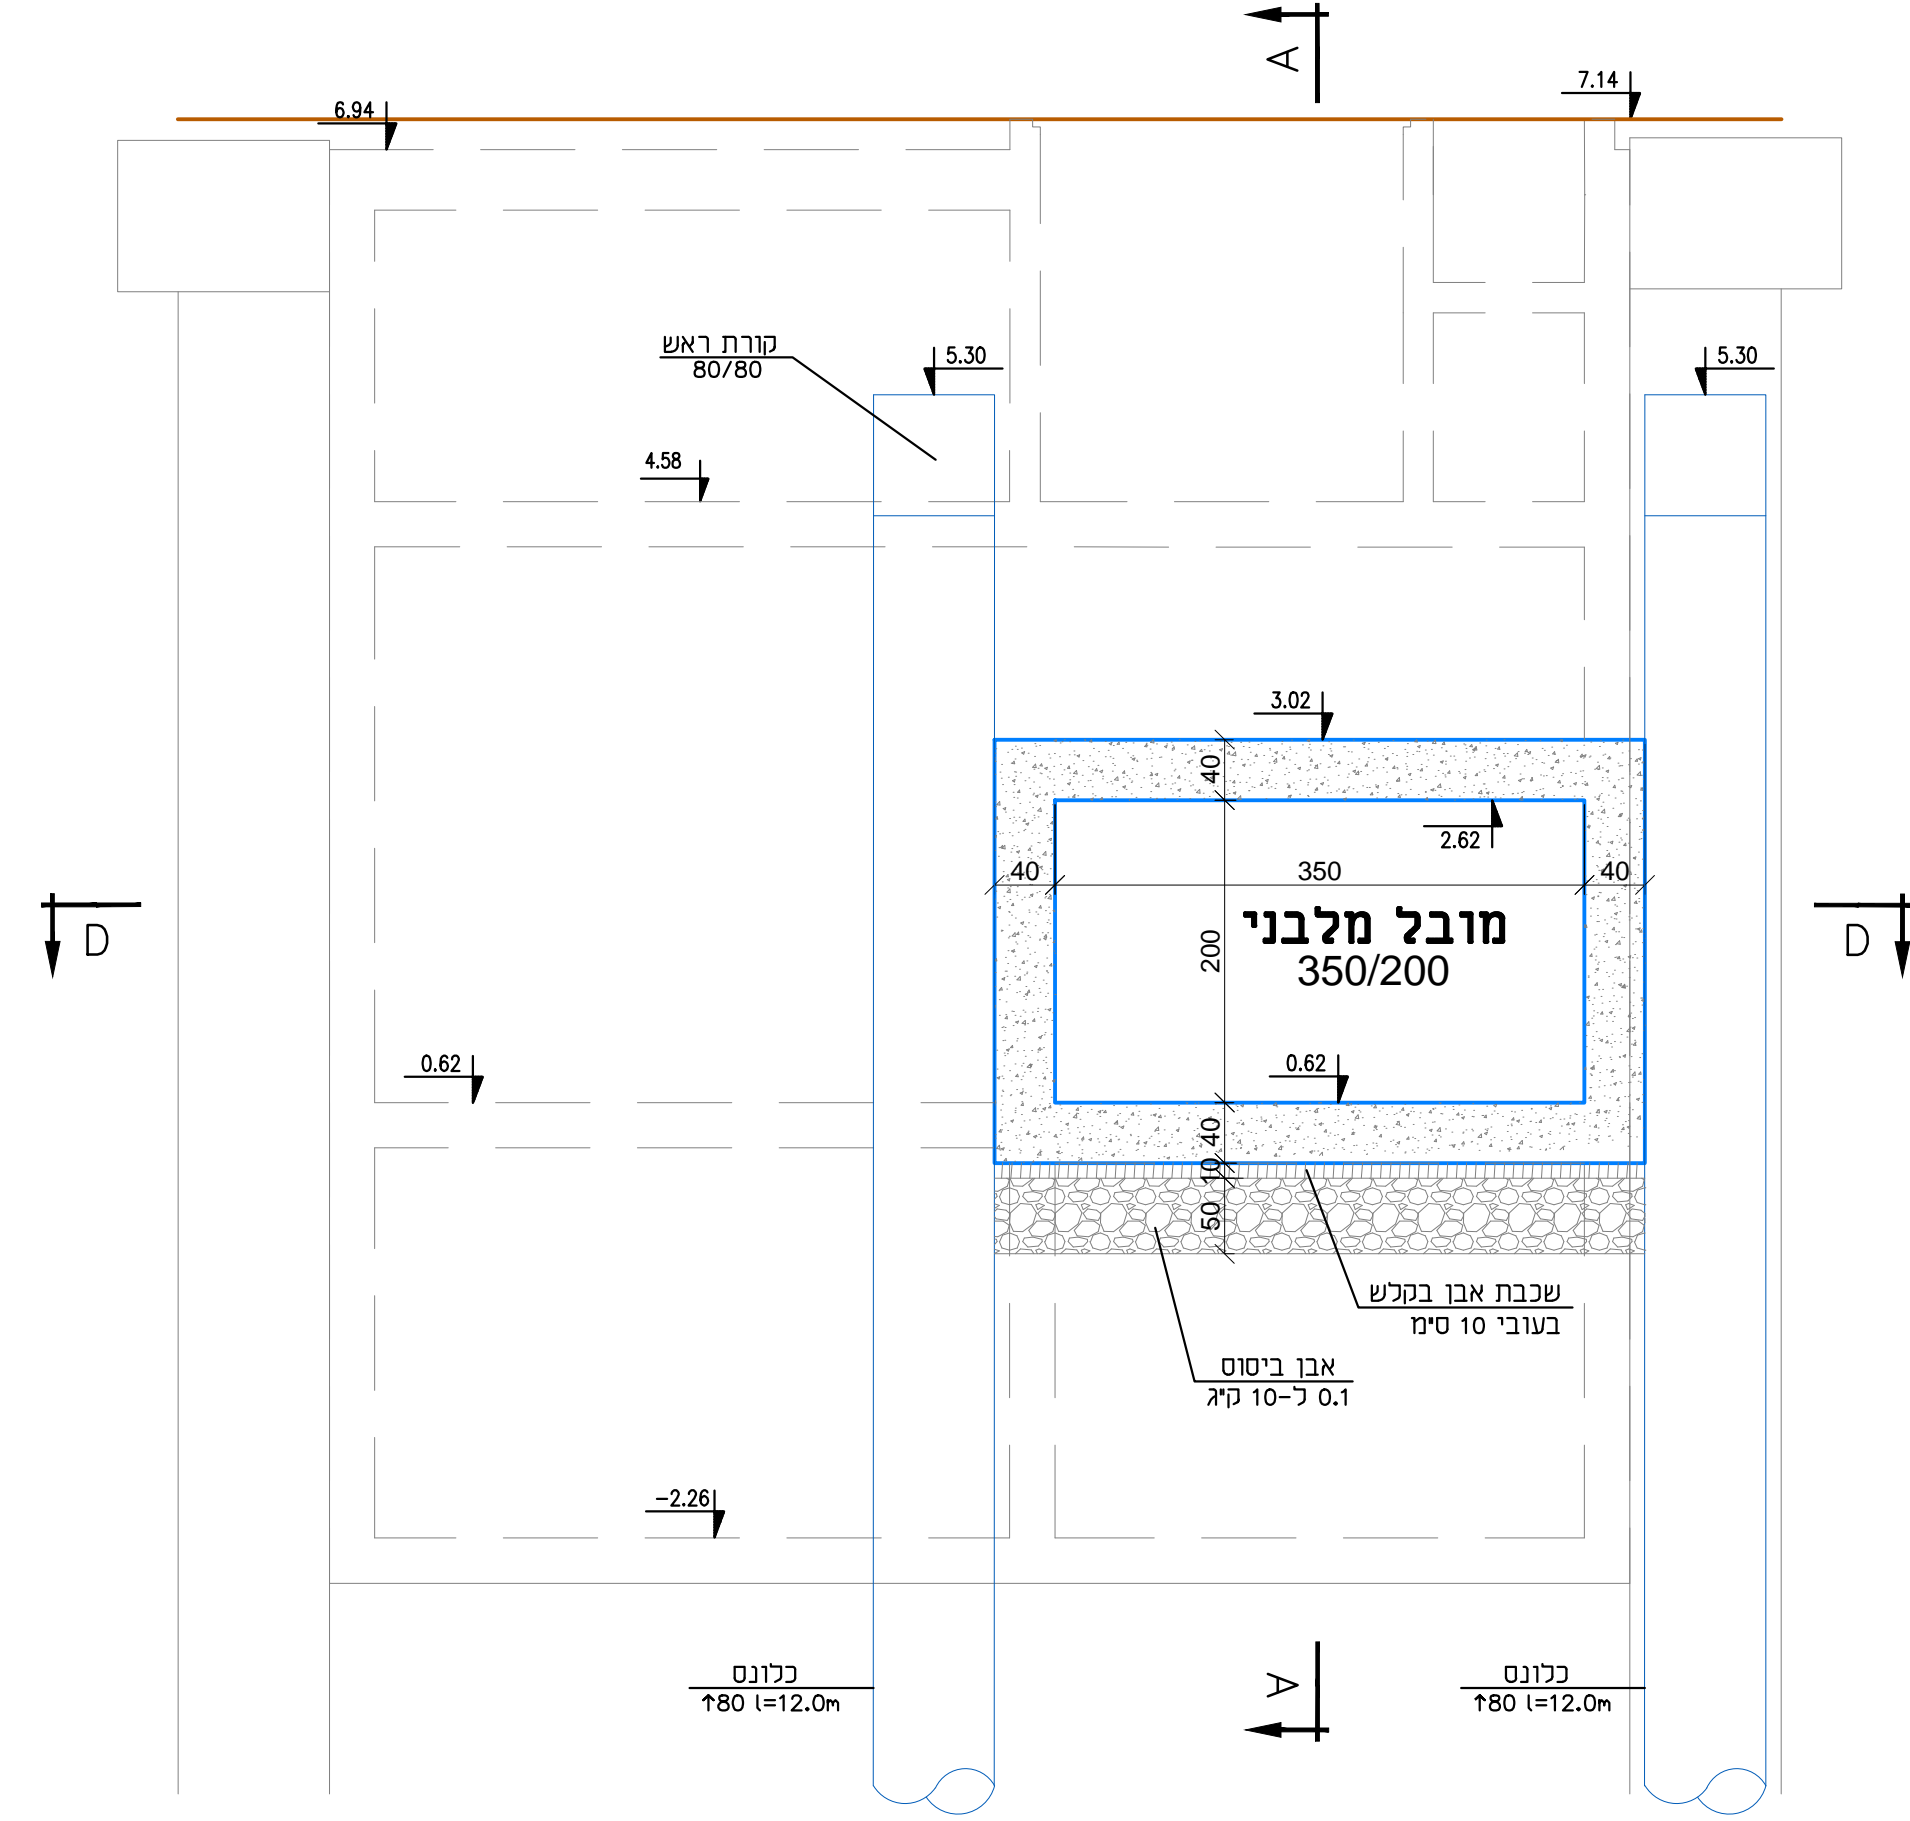 A
7.14
6.94
קורת ראש
80/80
5.30
5.30
4.58
3.02
40
2.62
40
350
40
מובל מלבני
350/200
200
D
D
0.62
0.62
40
10
50
שכבת אבן בקלש
בעובי 10 ס"מ
אבן ביסוס
0.1 ל-10 ק"ג
-2.26
כלונס
↑80 l=12.0m
A
כלונס
↑80 l=12.0m